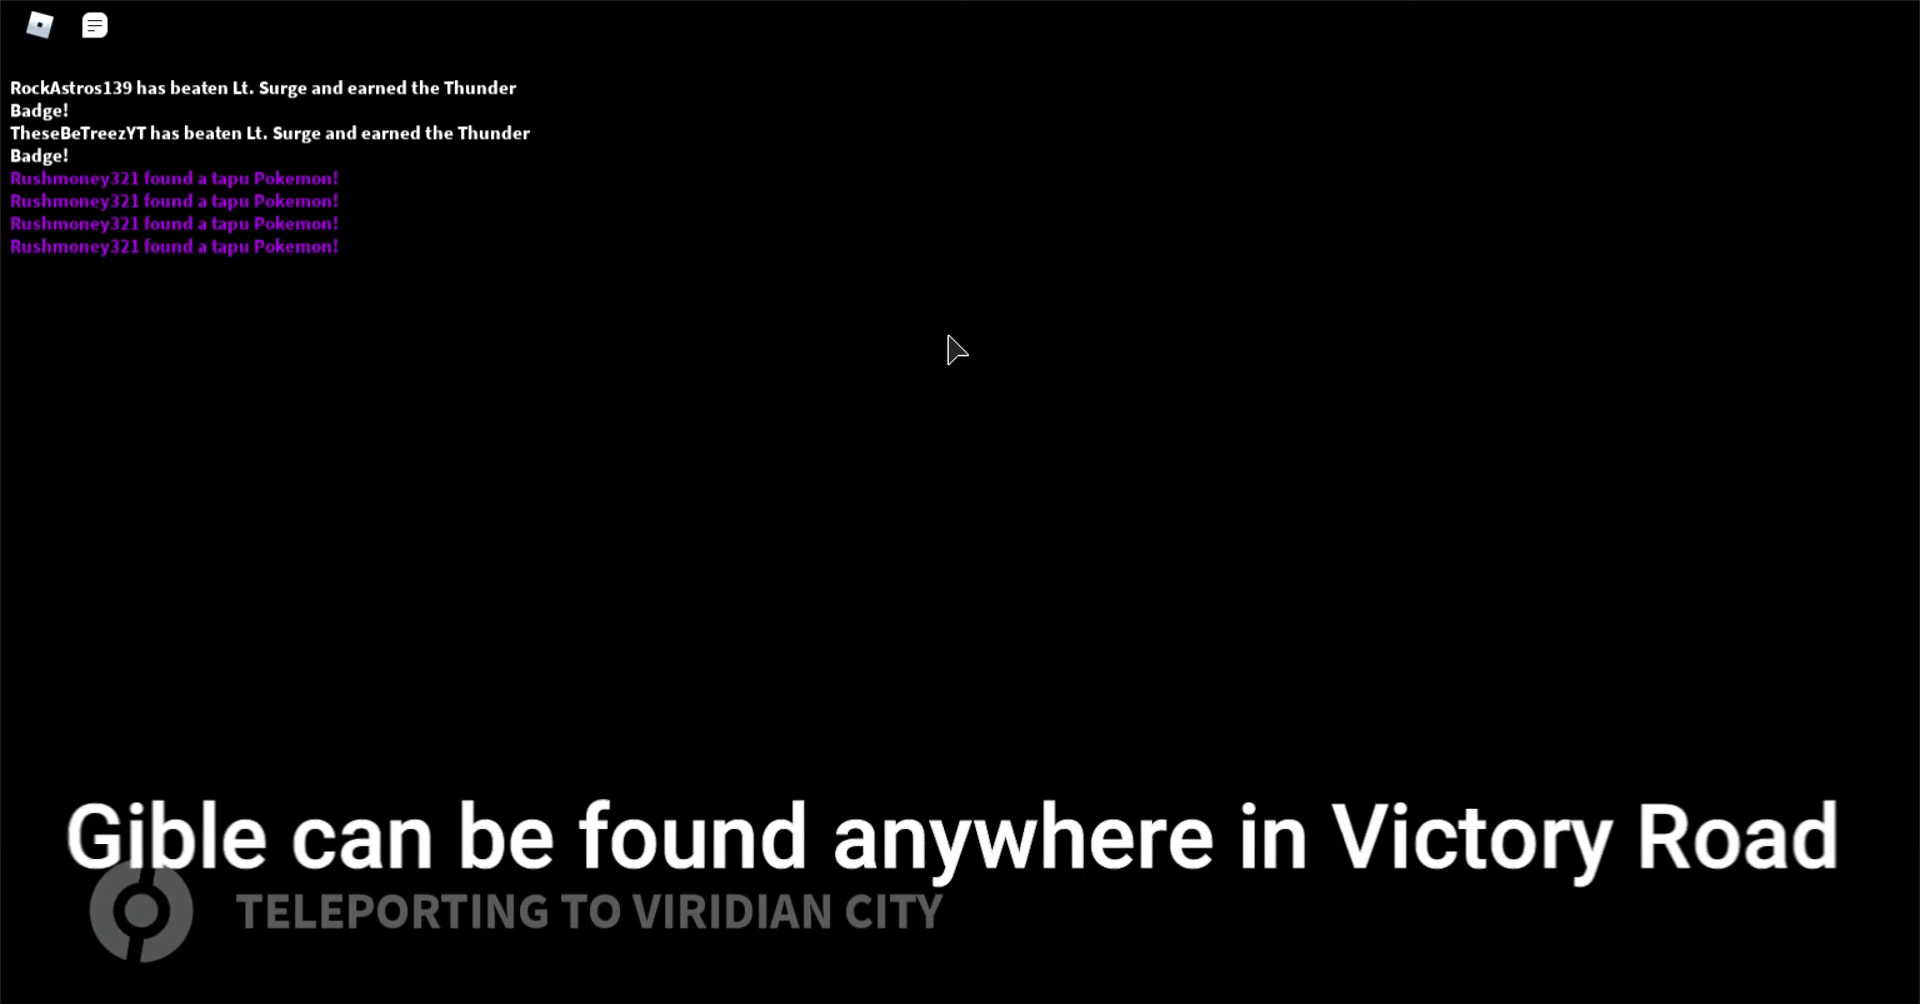 RockAstros139 has beaten Lt. Surge and earned the Thunder
Badge!
TheseBeTreezYT has beaten Lt. Surge and earned the Thunder
Badge!
Rushmoney321 found a tapu Pokemon!
Rushmoney321 found a tapu Pokemon!
Rushmoney321 found a tapu Pokemon!
Rushmoney321 found a tapu Pokemon!
Gible can be found anywhere in Victory Road
TELEPORTING TO VIRIDIAN CITY